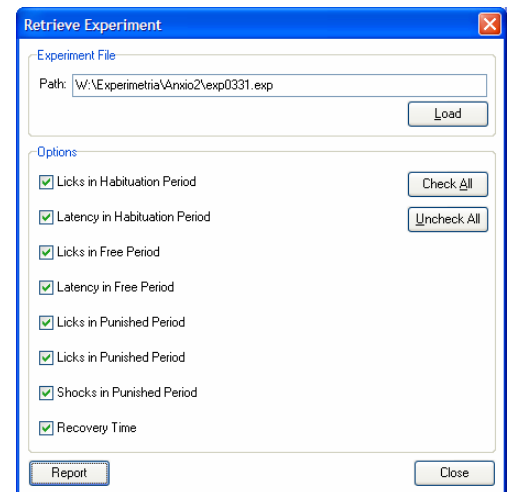 Retrieve Experiment
Experiment File
Path: W:\Experimetria\Anxio2\exp0331.exp
Load
Options
Licks in Habituation Period
Check All
Latency in Habituation Period
Uncheck All
Licks in Free Period
Latency in Free Period
Licks in Punished Period
Licks in Punished Period
Shocks in Punished Period
Recovery Time
Report
Close